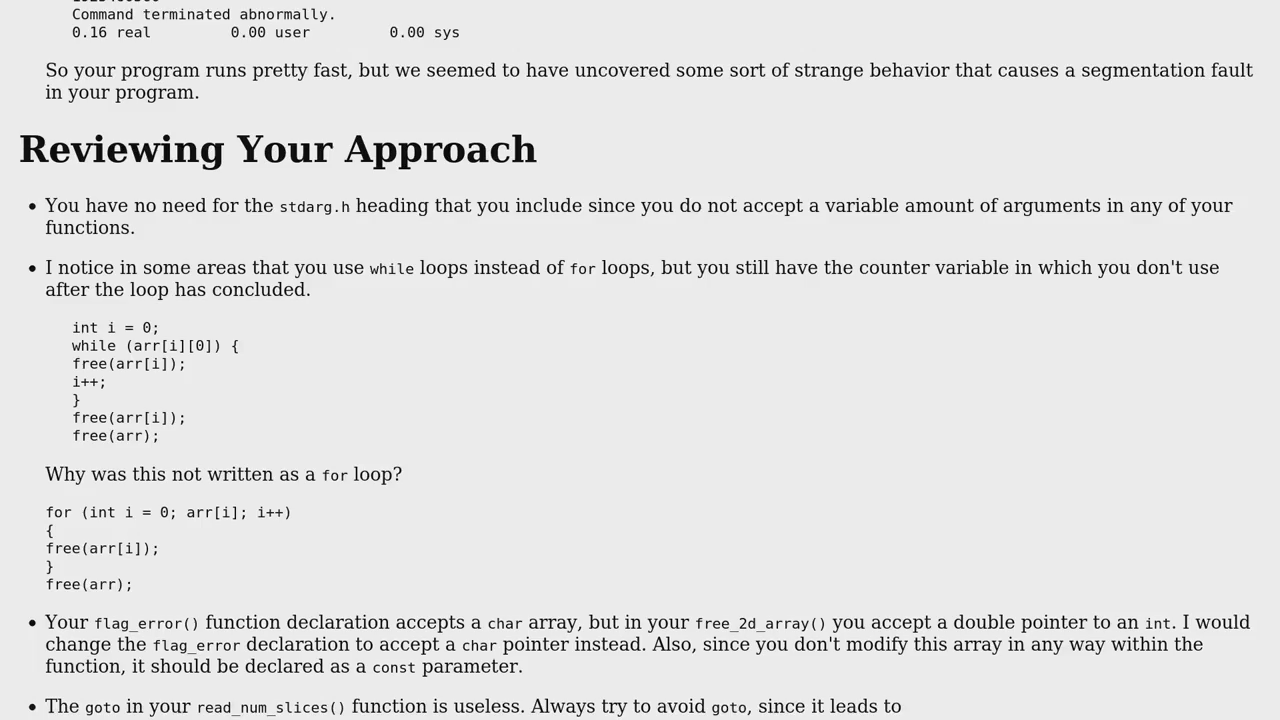 Command terminated abnormally.
0.16 real         0.00 user         0.00 sys
So your program runs pretty fast, but we seemed to have uncovered some sort of strange behavior that causes a segmentation fault
in your program.
Reviewing Your Approach
• You have no need for the stdarg.h heading that you include since you do not accept a variable amount of arguments in any of your
functions.
• I notice in some areas that you use while loops instead of for loops, but you still have the counter variable in which you don't use
after the loop has concluded.
int i = 0;
while (arr[i][0]) {
free(arr[i]);
i++;
}
free(arr[i]);
free(arr);
Why was this not written as a for loop?
for (int i = 0; arr[i]; i++)
{
free(arr[i]);
}
free(arr);
• Your flag_error() function declaration accepts a char array, but in your free_2d_array() you accept a double pointer to an int. I would
change the flag_error declaration to accept a char pointer instead. Also, since you don't modify this array in any way within the
function, it should be declared as a const parameter.
• The goto in your read_num_slices() function is useless. Always try to avoid goto, since it leads to